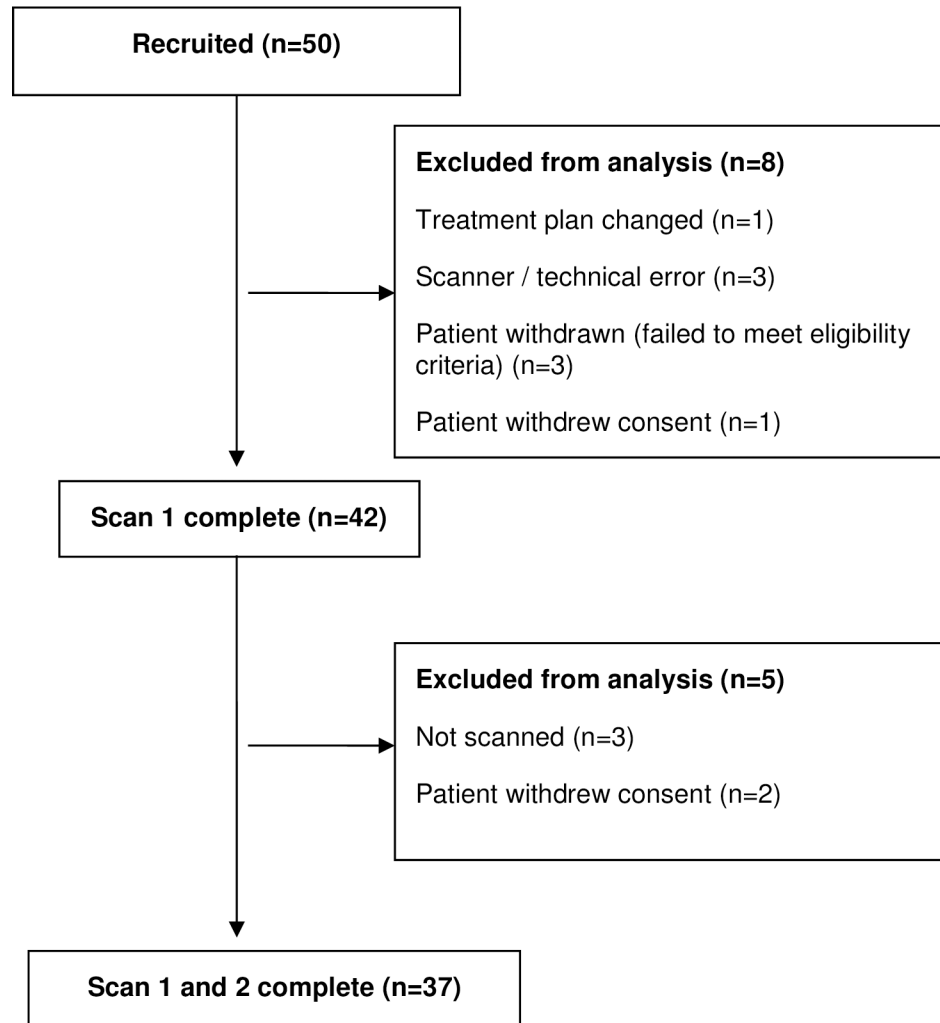 Recruited (n=50)
Excluded from analysis (n=8)
Treatment plan changed (n=1)
Scanner / technical error (n=3)
Patient withdrawn (failed to meet eligibility
criteria) (n=3)
Patient withdrew consent (n=1)
Scan 1 complete (n=42)
Excluded from analysis (n=5)
Not scanned (n=3)
Patient withdrew consent (n=2)
Scan 1 and 2 complete (n=37)